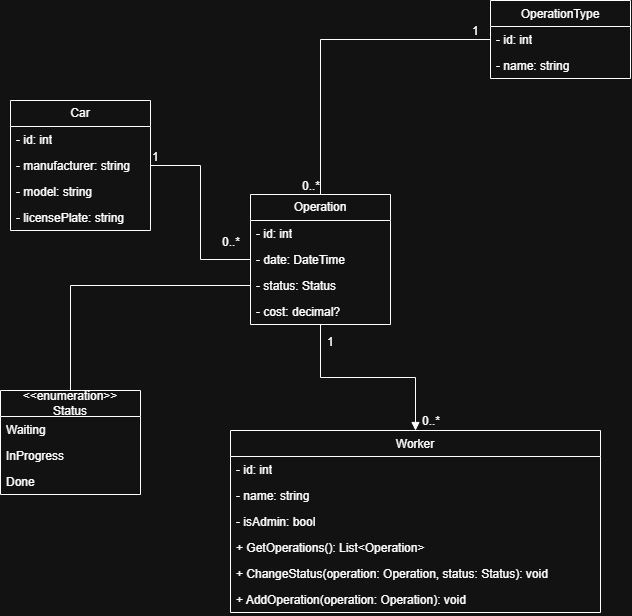 OperationType
- id: int
- name: string
1
0..*
Car
- id: int
- manufacturer: string
- model: string
- licensePlate: string
1
0..*
Operation
- id: int
- date: DateTime
- status: Status
- cost: decimal?
1
0..*
<<enumeration>>
Status
Waiting
InProgress
Done
Worker
- id: int
- name: string
- isAdmin: bool
+ GetOperations(): List<Operation>
+ ChangeStatus(operation: Operation, status: Status): void
+ AddOperation(operation: Operation): void